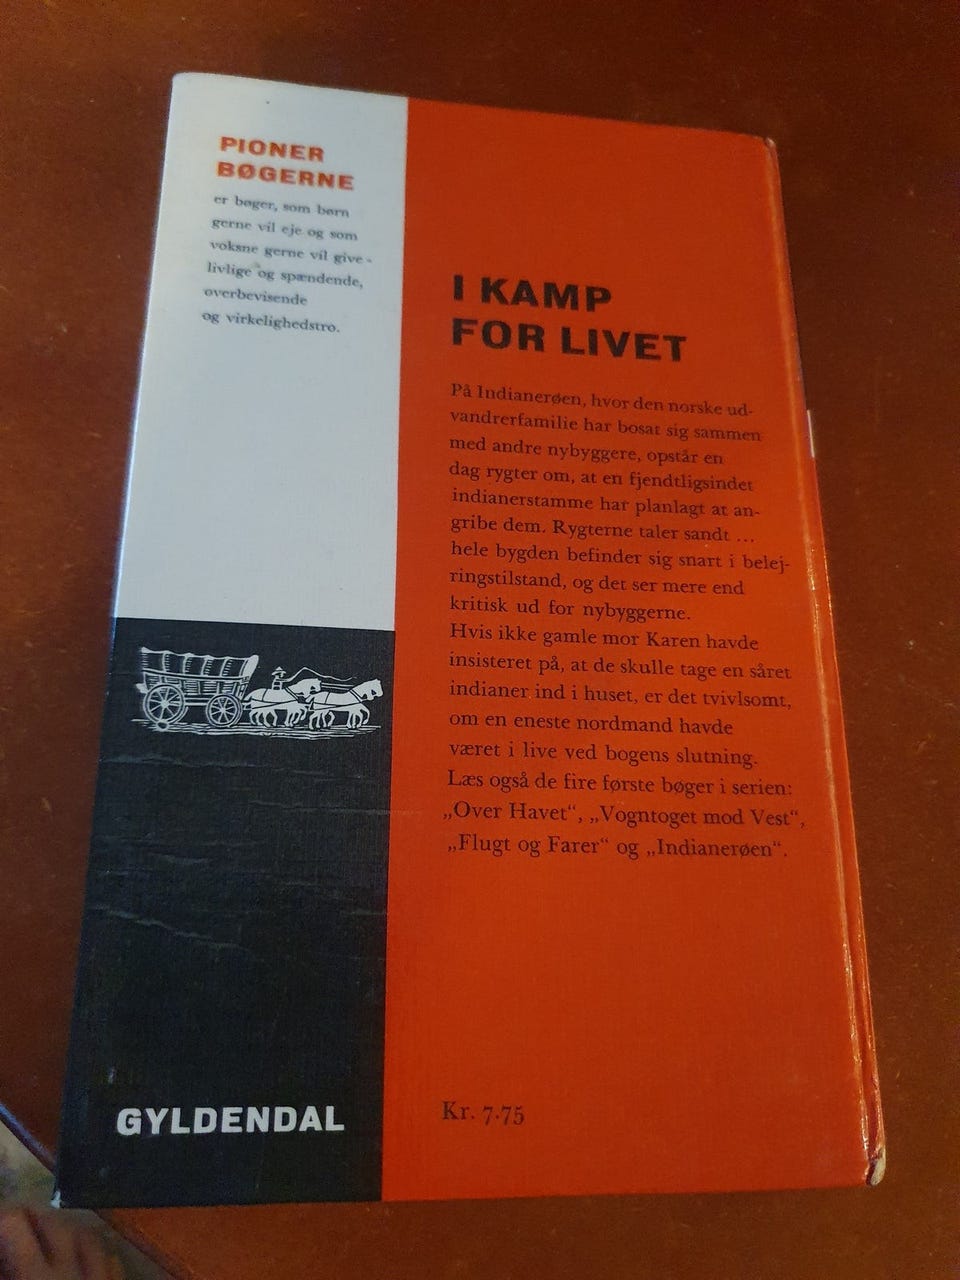 PIONER
BØGERNE
er bøger, som børn
gerne vil eje og som
voksne gerne vil give -
livlige og spændende,
overbevisende
og virkelighedstro.
I KAMP
FOR LIVET
På Indianerøen, hvor den norske ud-
vandrerfamilie har bosat sig sammen
med andre nybyggere, opstår en
dag rygter om, at en fjendtligsindet
indianerstamme har planlagt at an-
gribe dem. Rygterne taler sandt ...
hele bygden befinder sig snart i belej-
ringstilstand, og det ser mere end
kritisk ud for nybyggerne.
Hvis ikke gamle mor Karen havde
insisteret på, at de skulle tage en såret
indianer ind i huset, er det tvivlsomt,
om en eneste nordmand havde
været i live ved bogens slutning.
Læs også de fire første bøger i serien:
„Over Havet“, „Vogntoget mod Vest“,
„Flugt og Farer“ og „Indianerøen“.
GYLDENDAL
Kr. 7.75